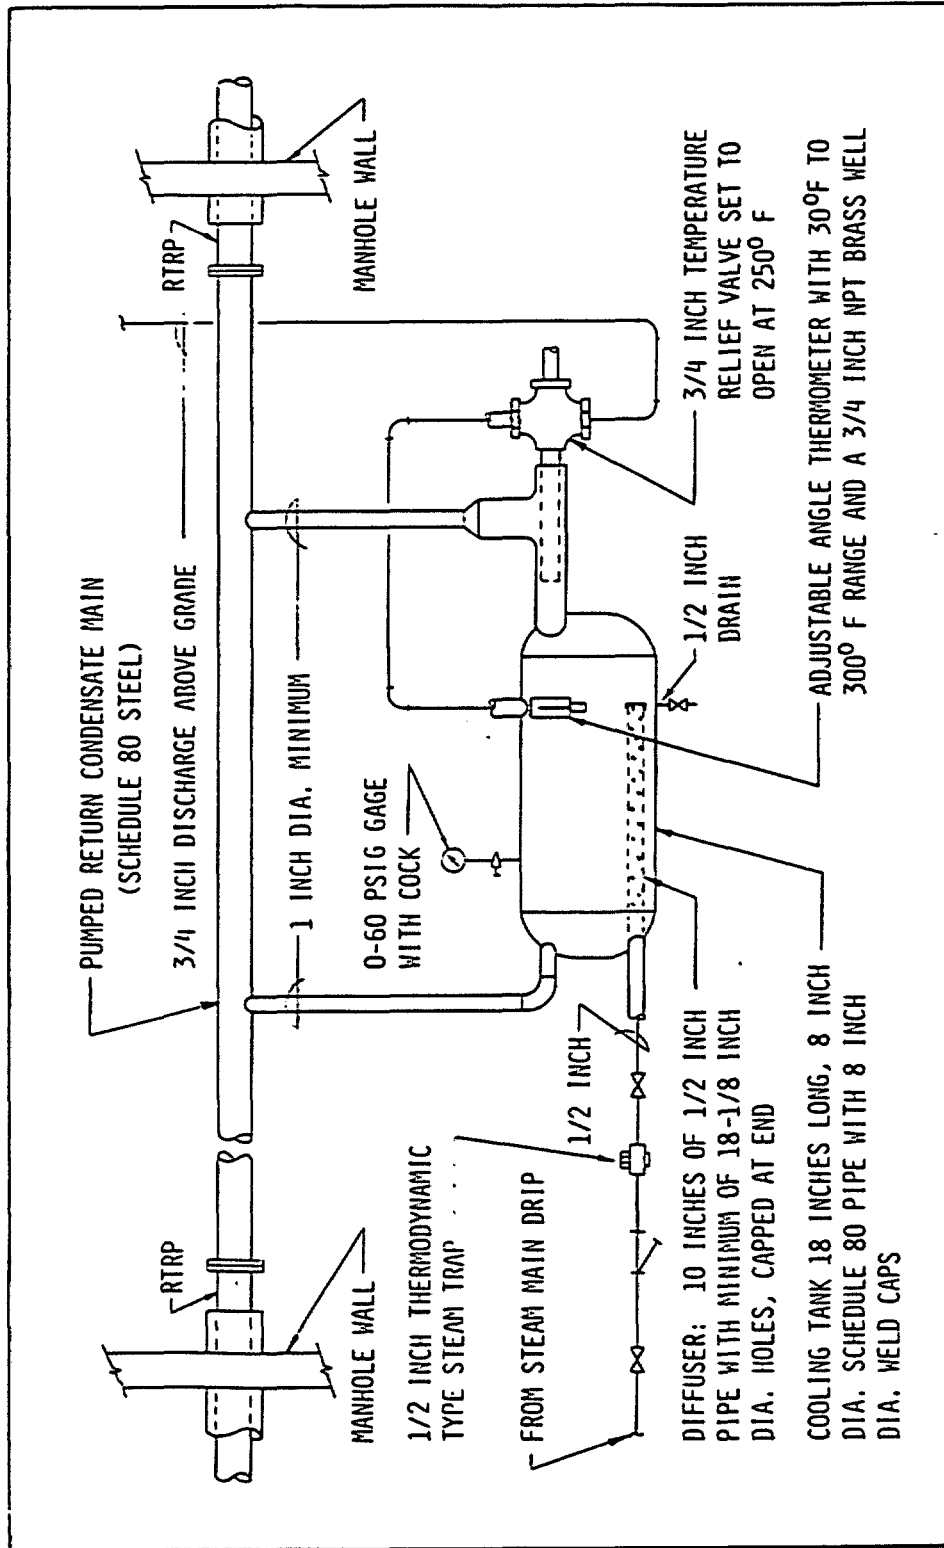 PUMPED RETURN CONDENSATE MAIN
(SCHEDULE 80 STEEL)
3/4 INCH DISCHARGE ABOVE GRADE
RTRP
RTRP
MANHOLE WALL
MANHOLE WALL
1 INCH DIA. MINIMUM
0-60 PSIG GAGE
WITH COCK
1/2 INCH THERMODYNAMIC
TYPE STEAM TRAP
1/2 INCH
FROM STEAM MAIN DRIP
3/4 INCH TEMPERATURE
RELIEF VALVE SET TO
OPEN AT 250° F
1/2 INCH
DRAIN
DIFFUSER: 10 INCHES OF 1/2 INCH
PIPE WITH MINIMUM OF 18-1/8 INCH
DIA. HOLES, CAPPED AT END
ADJUSTABLE ANGLE THERMOMETER WITH 30°F TO
300° F RANGE AND A 3/4 INCH NPT BRASS WELL
COOLING TANK 18 INCHES LONG, 8 INCH
DIA. SCHEDULE 80 PIPE WITH 8 INCH
DIA. WELD CAPS